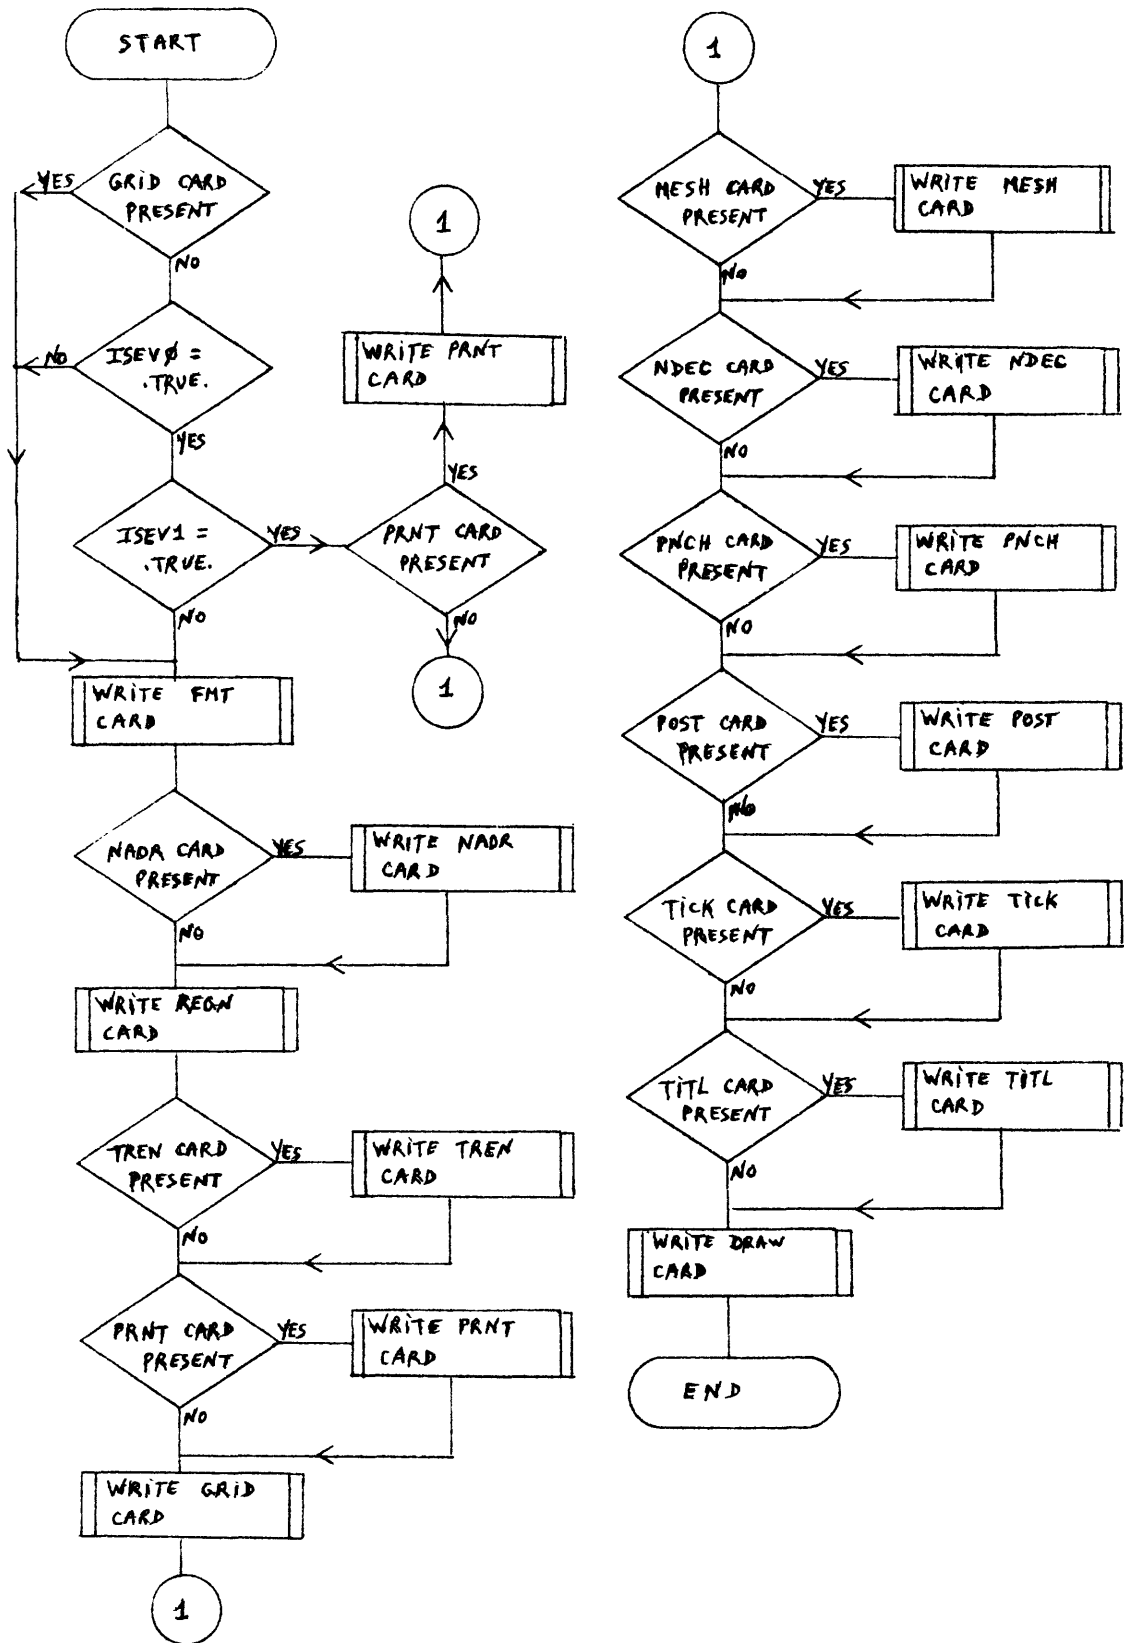 START
GRID CARD
PRESENT
YES
NO
ISEVØ =
.TRUE.
NO
YES
ISEV1 =
.TRUE.
YES
NO
PRNT CARD
PRESENT
YES
NO
WRITE PRNT
CARD
1
1
WRITE FMT
CARD
NADR CARD
PRESENT
YES
NO
WRITE NADR
CARD
WRITE REGN
CARD
TREN CARD
PRESENT
YES
NO
WRITE TREN
CARD
PRNT CARD
PRESENT
YES
NO
WRITE PRNT
CARD
WRITE GRID
CARD
1
1
MESH CARD
PRESENT
YES
NO
WRITE MESH
CARD
NDEC CARD
PRESENT
YES
NO
WRITE NDEC
CARD
PNCH CARD
PRESENT
YES
NO
WRITE PNCH
CARD
POST CARD
PRESENT
YES
NO
WRITE POST
CARD
TICK CARD
PRESENT
YES
NO
WRITE TICK
CARD
TITL CARD
PRESENT
YES
NO
WRITE TITL
CARD
WRITE DRAW
CARD
END